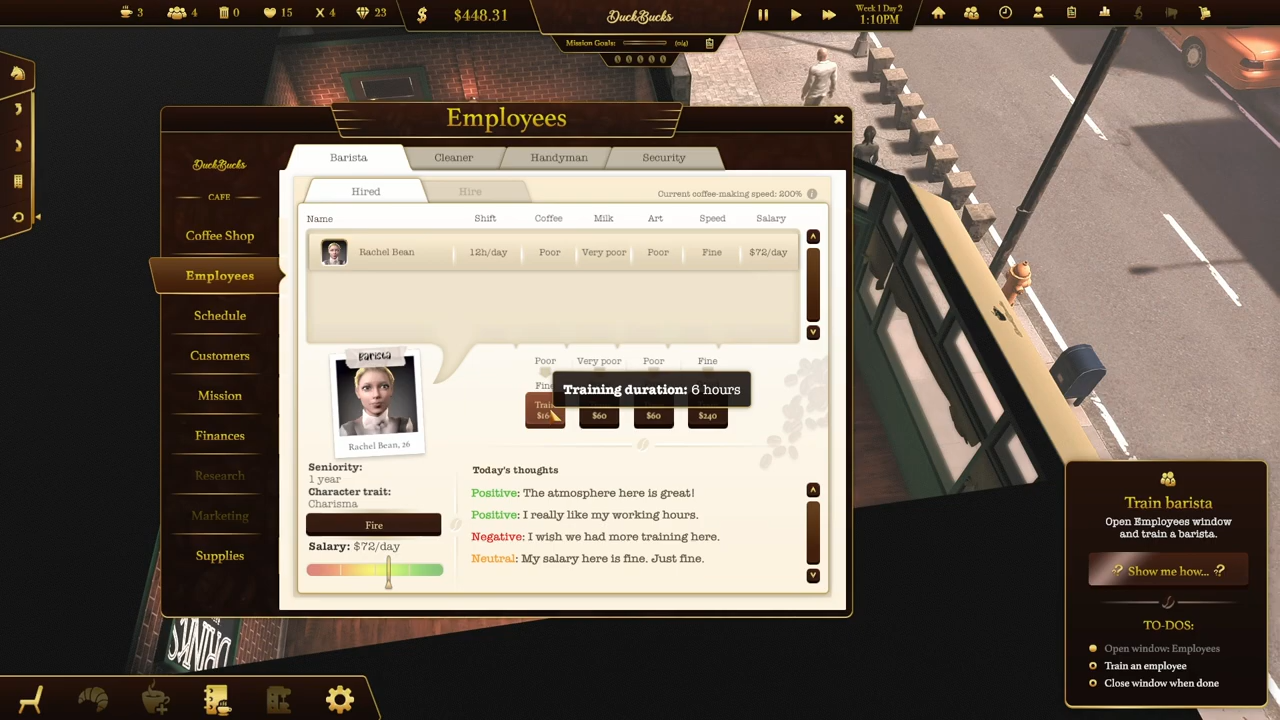 3
4
0
15
4
23
$
$448.31
DuckBucks
Week 1 Day 2
1:10PM
Mission Goals:
(0/4)
Employees
DuckBucks
CAFE
Coffee Shop
Employees
Schedule
Customers
Mission
Finances
Research
Marketing
Supplies
Barista
Cleaner
Handyman
Security
Hired
Hire
Current coffee-making speed: 200%
Name
Shift
Coffee
Milk
Art
Speed
Salary
Rachel Bean
12h/day
Poor
Very poor
Poor
Fine
$72/day
Poor
Very poor
Poor
Fine
Training duration: 6 hours
$60
$60
$240
Barista
Rachel Bean, 26
Seniority:
1 year
Character trait:
Charisma
Fire
Salary: $72/day
Today's thoughts
Positive: The atmosphere here is great!
Positive: I really like my working hours.
Negative: I wish we had more training here.
Neutral: My salary here is fine. Just fine.
Train barista
Open Employees window
and train a barista.
Show me how...
TO-DOS:
Open window: Employees
Train an employee
Close window when done